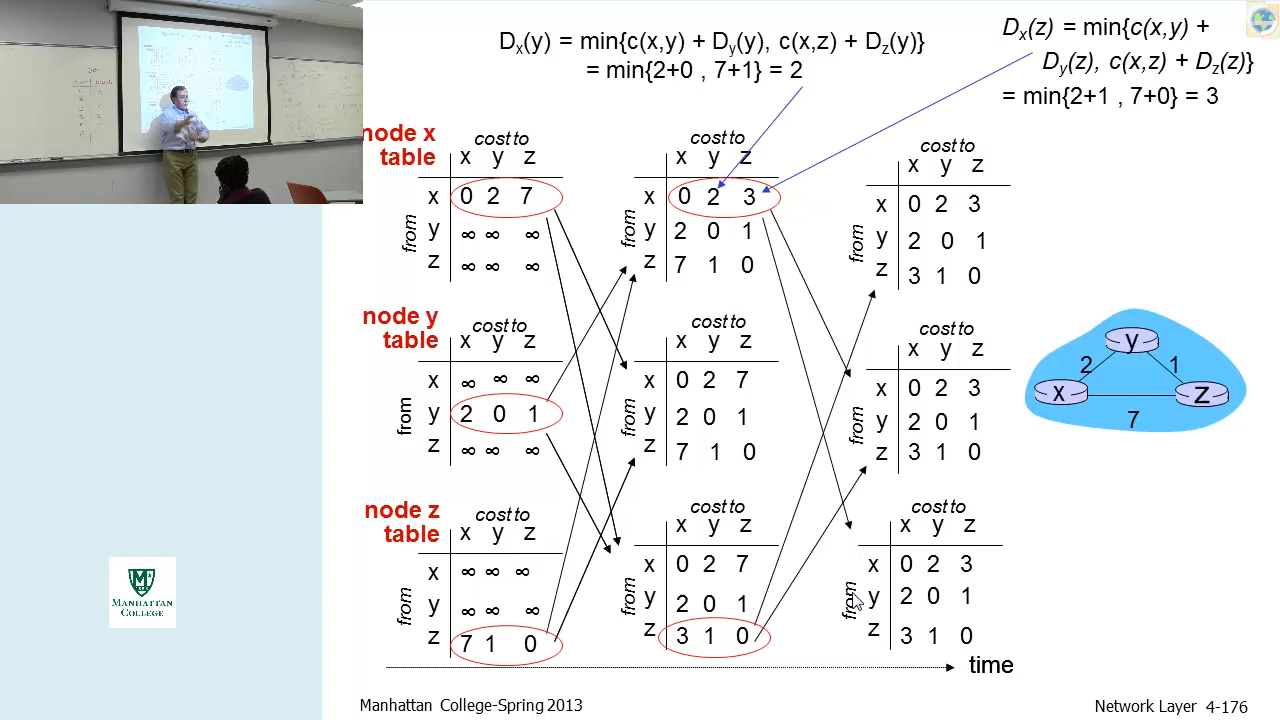 Dx(y) = min{c(x,y) + Dy(y), c(x,z) + Dz(y)}
= min{2+0 , 7+1} = 2
Dx(z) = min{c(x,y) +
Dy(z), c(x,z) + Dz(z)}
= min{2+1 , 7+0} = 3
node x
table
cost to
x y z
from
x 0 2 7
y ∞ ∞ ∞
z ∞ ∞ ∞
cost to
x y z
from
x 0 2 3
y 2 0 1
z 7 1 0
cost to
x y z
from
x 0 2 3
y 2 0 1
z 3 1 0
node y
table
cost to
x y z
from
x ∞ ∞ ∞
y 2 0 1
z ∞ ∞ ∞
cost to
x y z
from
x 0 2 7
y 2 0 1
z 7 1 0
cost to
x y z
from
x 0 2 3
y 2 0 1
z 3 1 0
y
2 1
x z
7
node z
table
cost to
x y z
from
x ∞ ∞ ∞
y ∞ ∞ ∞
z 7 1 0
cost to
x y z
from
x 0 2 7
y 2 0 1
z 3 1 0
cost to
x y z
from
x 0 2 3
y 2 0 1
z 3 1 0
time
M
MANHATTAN
COLLEGE
Manhattan College-Spring 2013
Network Layer 4-176